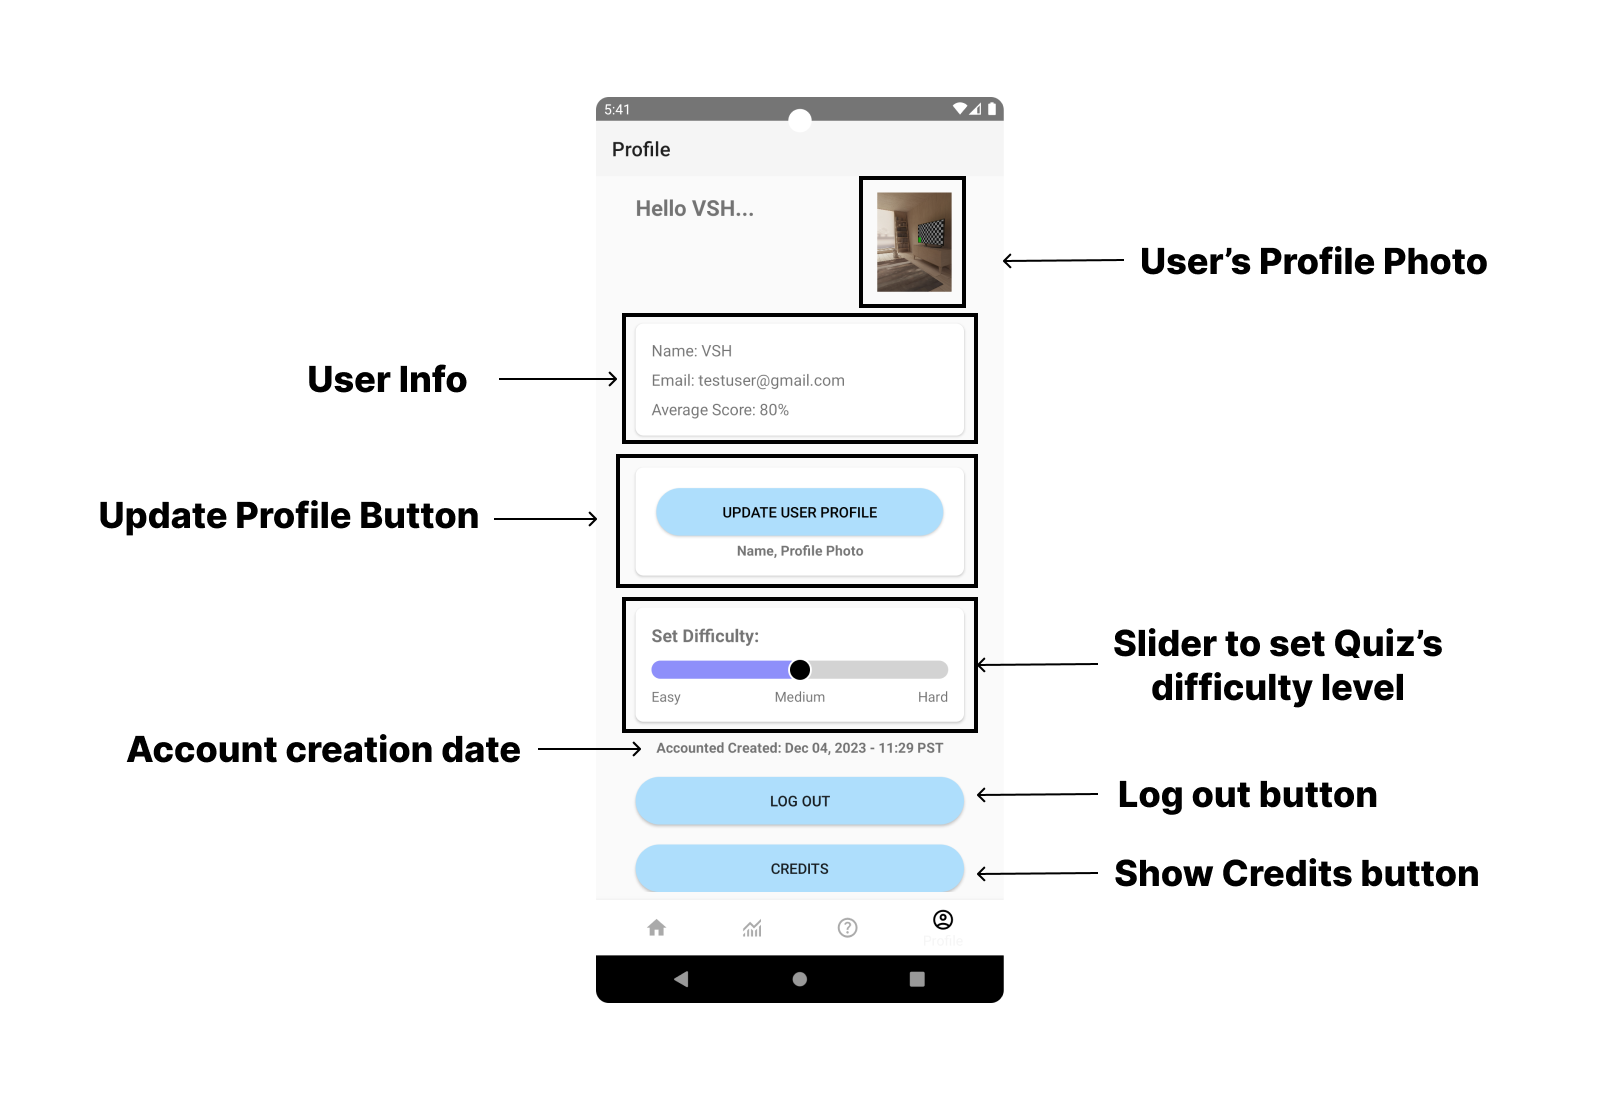 5:41
Profile
Hello VSH...
User's Profile Photo
Name: VSH
User Info
Email: testuser@gmail.com
Average Score: 80%
Update Profile Button
UPDATE USER PROFILE
Name, Profile Photo
Set Difficulty:
Slider to set Quiz's
difficulty level
Easy Medium Hard
Account creation date
Accounted Created: Dec 04, 2023 - 11:29 PST
LOG OUT
Log out button
CREDITS
Show Credits button
Profile